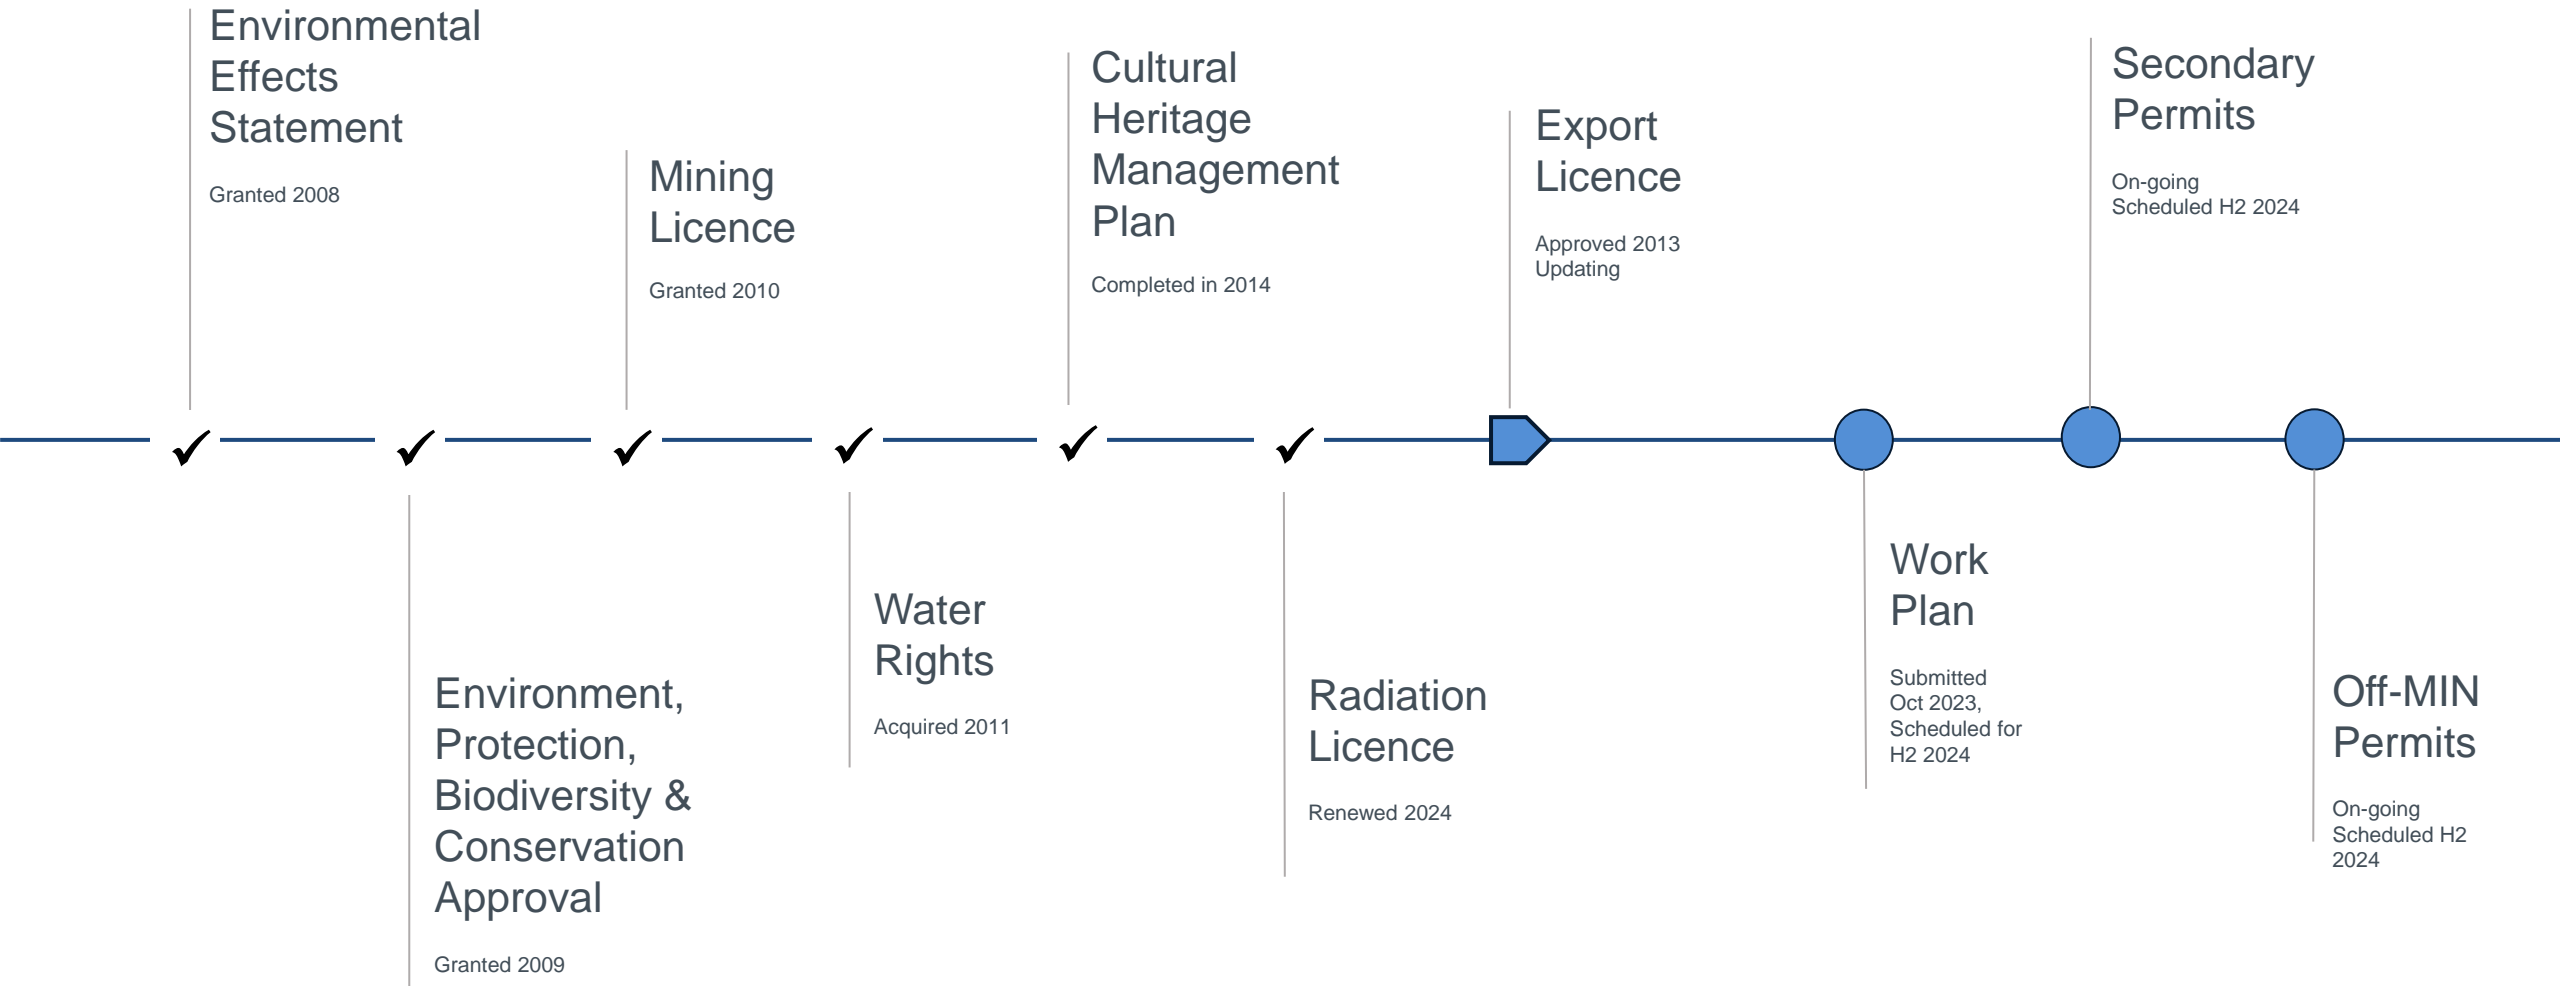 Environmental
Effects
Statement
Granted 2008
Environment,
Protection,
Biodiversity &
Conservation
Approval
Granted 2009
Mining
Licence
Granted 2010
Water
Rights
Acquired 2011
Cultural
Heritage
Management
Plan
Completed in 2014
Radiation
Licence
Renewed 2024
Export
Licence
Approved 2013
Updating
Work
Plan
Submitted
Oct 2023,
Scheduled for
H2 2024
Secondary
Permits
On-going
Scheduled H2 2024
Off-MIN
Permits
On-going
Scheduled H2
2024